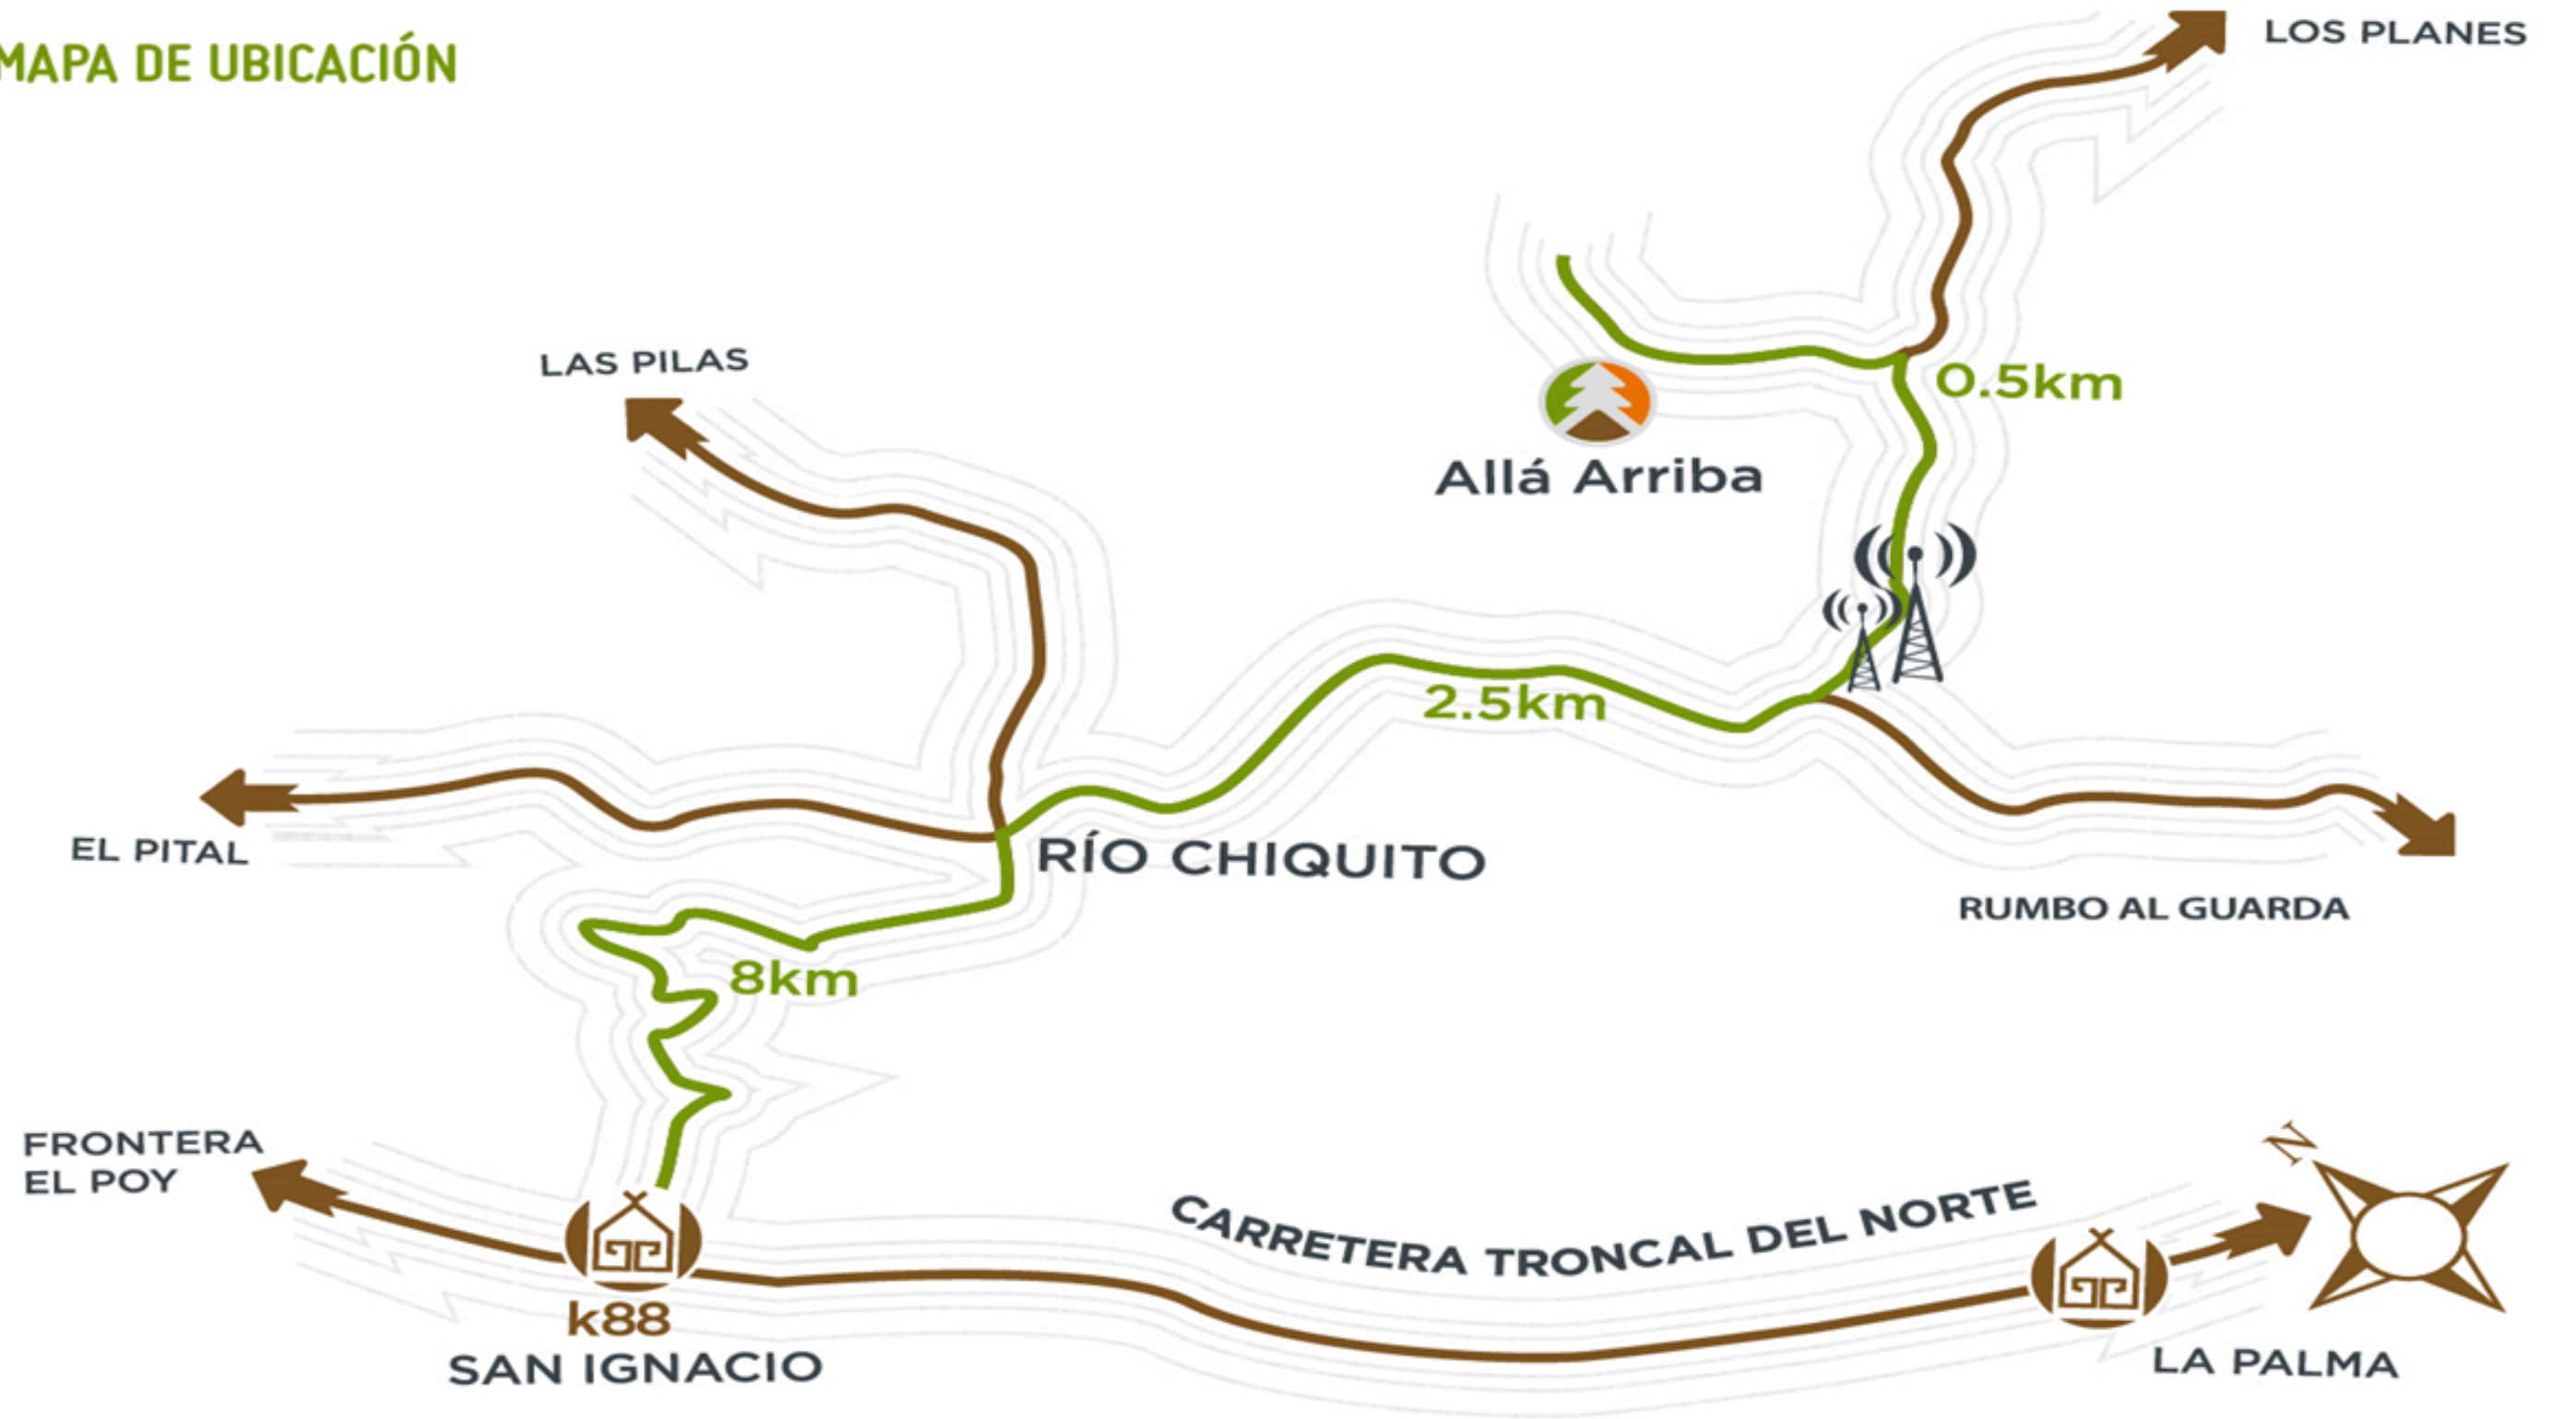 MAPA DE UBICACIÓN
LOS PLANES
LAS PILAS
0.5km
Allá Arriba
2.5km
EL PITAL
RÍO CHIQUITO
RUMBO AL GUARDA
8km
FRONTERA
EL POY
N
CARRETERA TRONCAL DEL NORTE
k88
SAN IGNACIO
LA PALMA